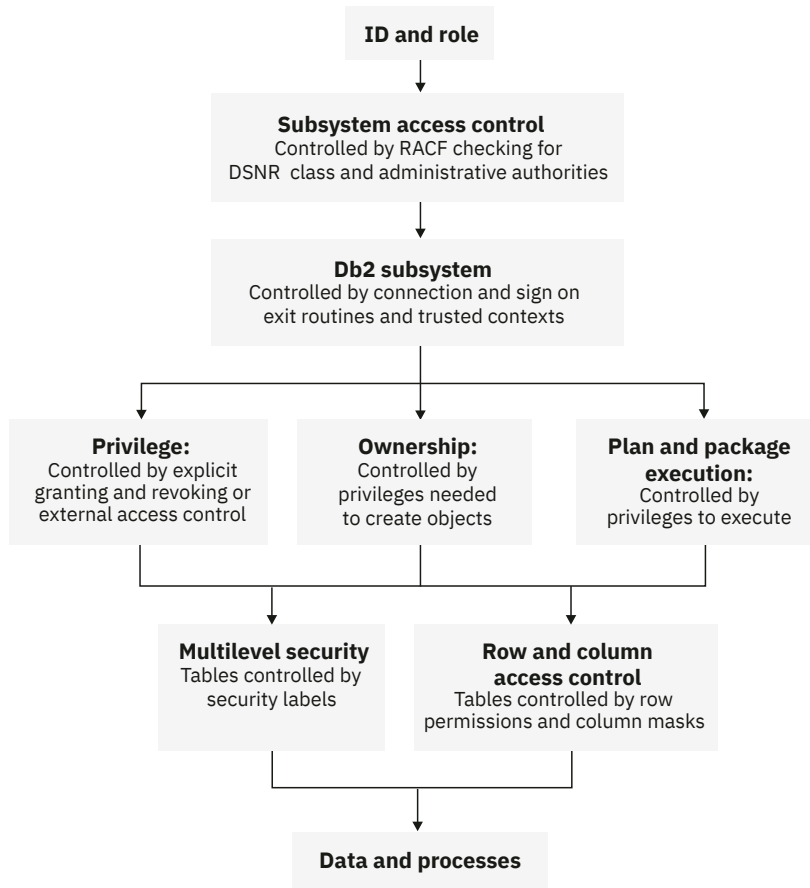 ID and role
Subsystem access control
Controlled by RACF checking for
DSNR class and administrative authorities
Db2 subsystem
Controlled by connection and sign on
exit routines and trusted contexts
Privilege:
Controlled by explicit
granting and revoking or
external access control
Ownership:
Controlled by
privileges needed
to create objects
Plan and package
execution:
Controlled by
privileges to execute
Multilevel security
Tables controlled by
security labels
Row and column
access control
Tables controlled by row
permissions and column masks
Data and processes